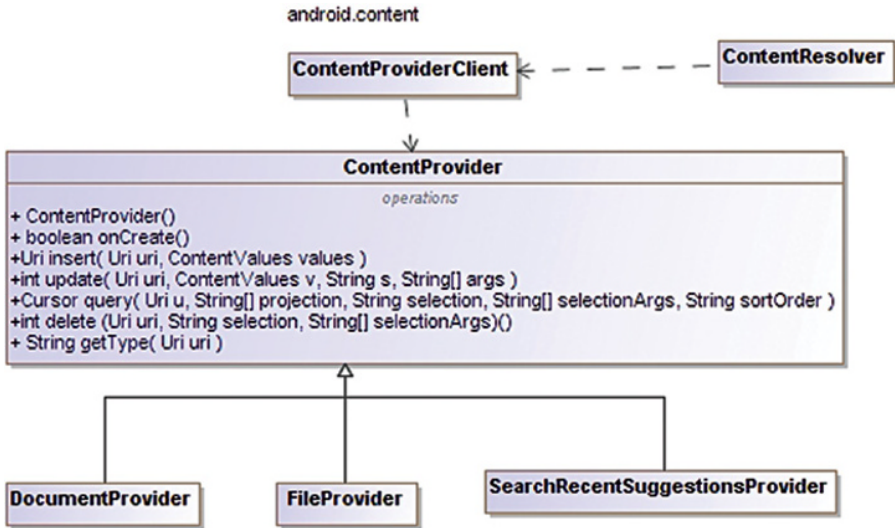 android.content
ContentProviderClient
ContentResolver
ContentProvider
operations
+ ContentProvider()
+ boolean onCreate()
+Uri insert( Uri uri, ContentValues values )
+int update( Uri uri, ContentValues v, String s, String[] args )
+Cursor query( Uri u, String[] projection, String selection, String[] selectionArgs, String sortOrder )
+int delete (Uri uri, String selection, String[] selectionArgs)()
+ String getType( Uri uri )
DocumentProvider
FileProvider
SearchRecentSuggestionsProvider